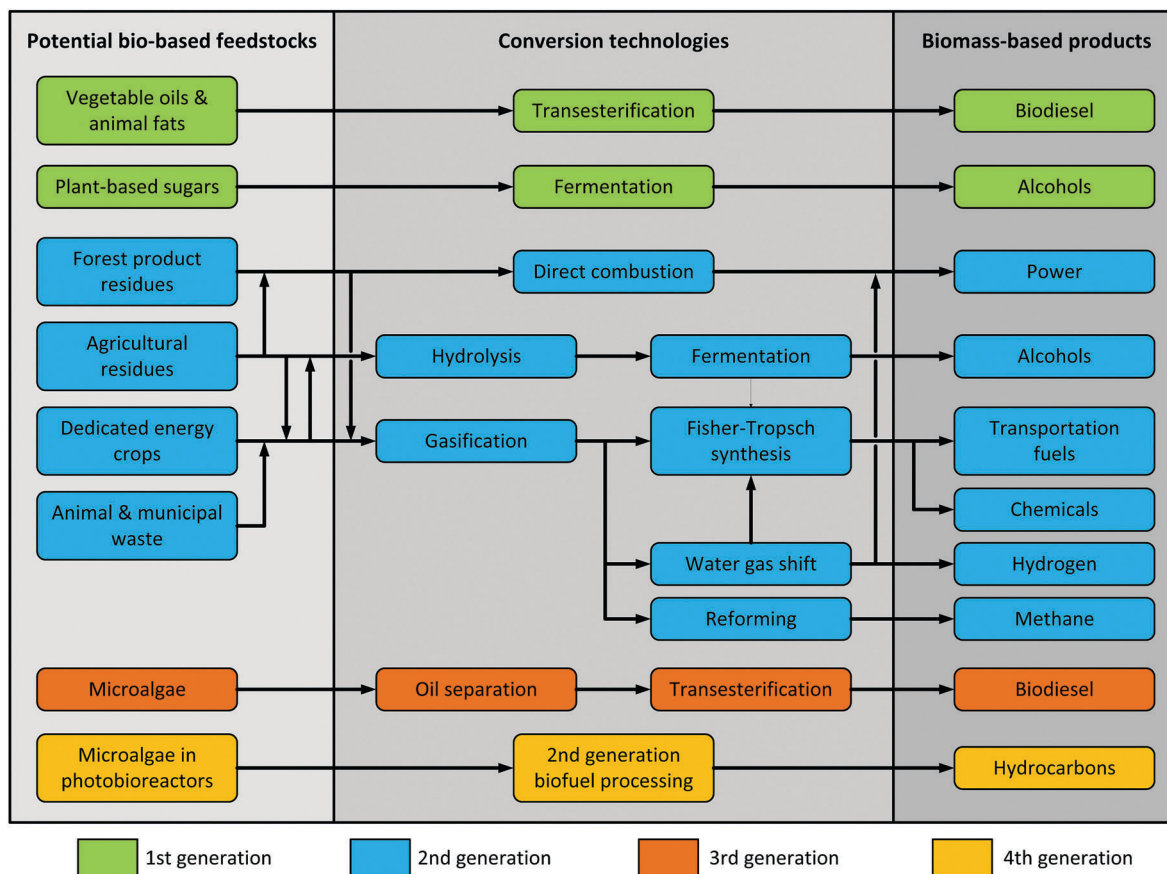 Potential bio-based feedstocks
Conversion technologies
Biomass-based products
Vegetable oils &
animal fats
Transesterification
Biodiesel
Plant-based sugars
Fermentation
Alcohols
Forest product
residues
Direct combustion
Power
Agricultural
residues
Hydrolysis
Fermentation
Alcohols
Dedicated energy
crops
Gasification
Fisher-Tropsch
synthesis
Transportation
fuels
Animal & municipal
waste
Chemicals
Water gas shift
Hydrogen
Reforming
Methane
Microalgae
Oil separation
Transesterification
Biodiesel
Microalgae in
photobioreactors
2nd generation
biofuel processing
Hydrocarbons
1st generation
2nd generation
3rd generation
4th generation